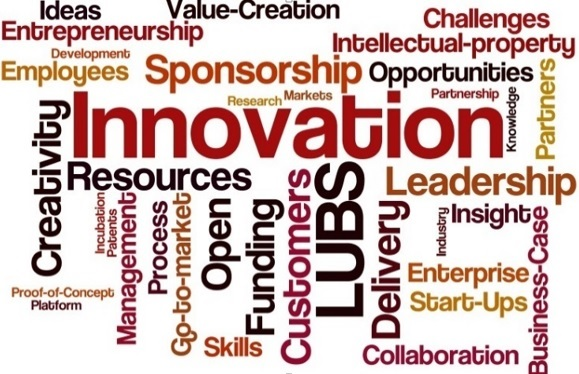 Ideas
Value-Creation
Challenges
Entrepreneurship
Intellectual-property
Development
Employees
Sponsorship
Opportunities
Partners
Research
Markets
Partnership
Knowledge
Innovation
Creativity
Resources
Leadership
Incubation
Patents
Management
Process
Go-to-market
Open
Funding
Customers
LUBS
Delivery
Industry
Insight
Business-Case
Enterprise
Start-Ups
Proof-of-Concept
Platform
Skills
Collaboration